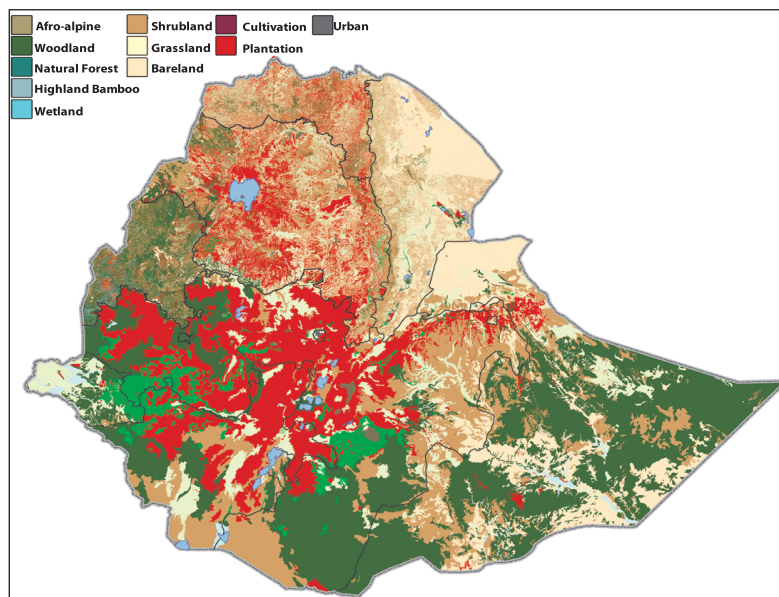 Afro-alpine Shrubland Cultivation Urban
Woodland Grassland Plantation
Natural Forest Bareland
Highland Bamboo
Wetland